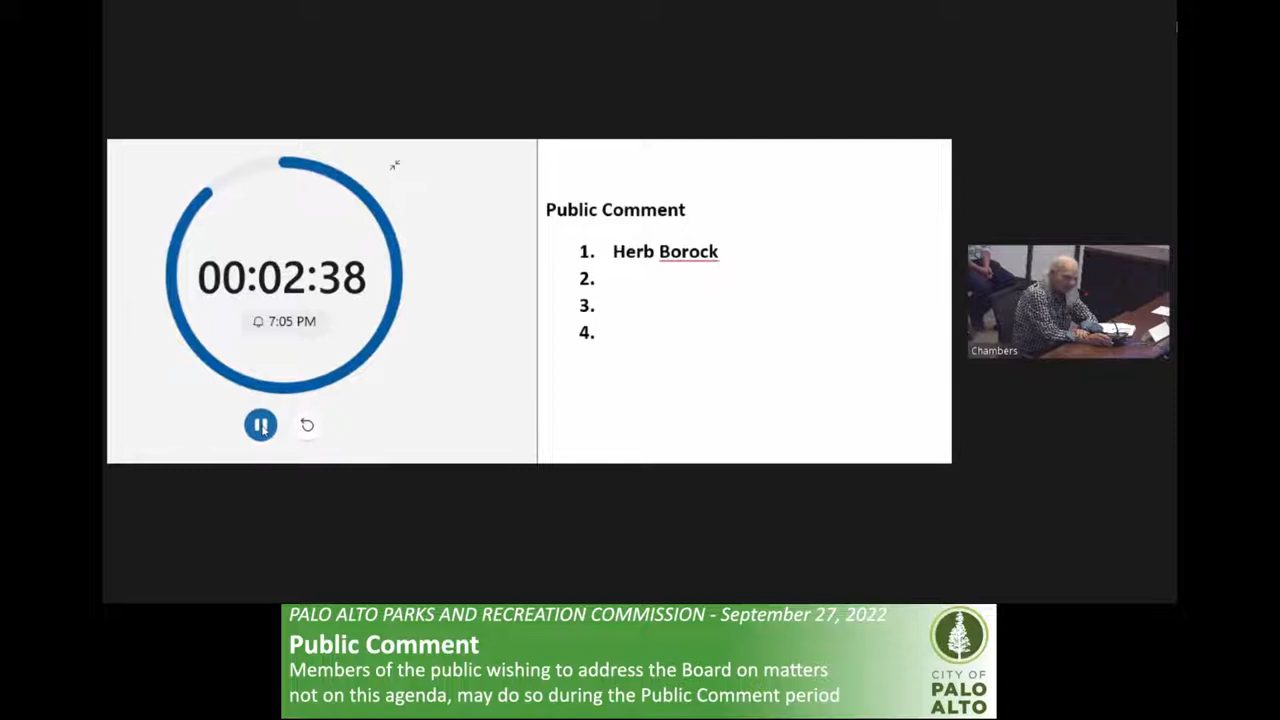 00:02:38
7:05 PM
Public Comment
1. Herb Borock
2.
3.
4.
Chambers
PALO ALTO PARKS AND RECREATION COMMISSION - September 27, 2022
Public Comment
Members of the public wishing to address the Board on matters
not on this agenda, may do so during the Public Comment period
CITY OF
PALO
ALTO